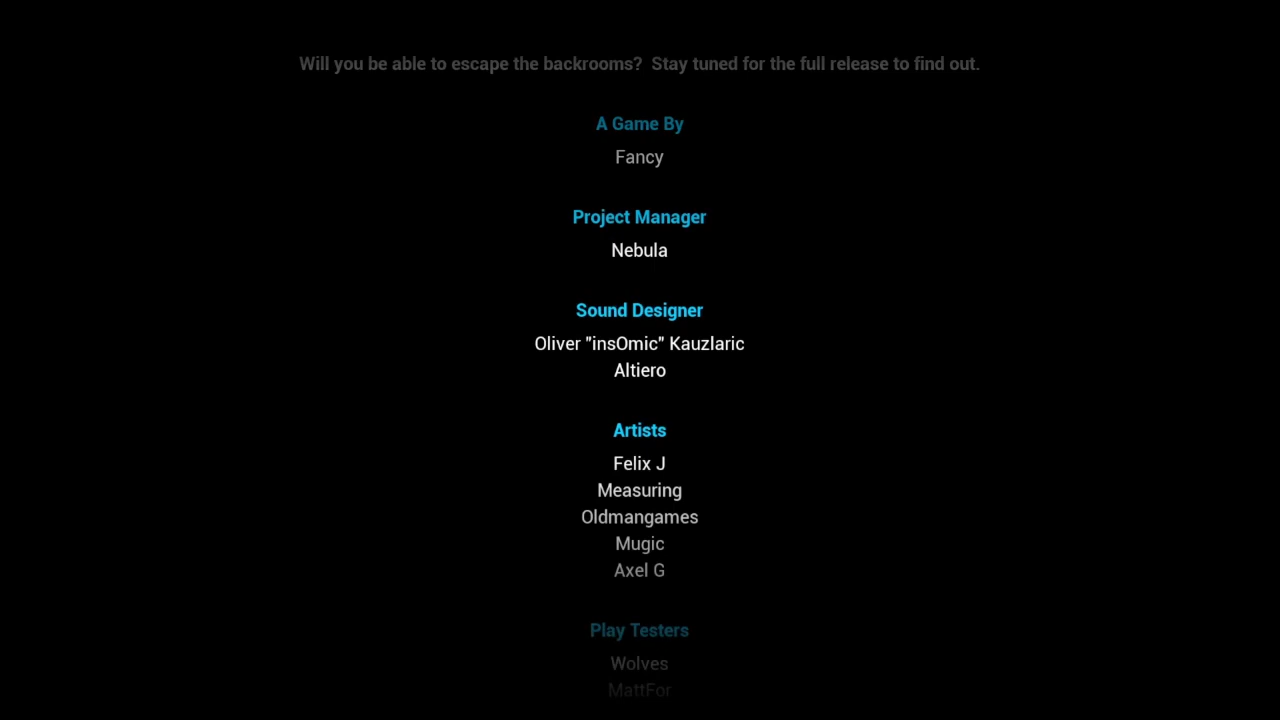 Will you be able to escape the backrooms?  Stay tuned for the full release to find out.
A Game By
Fancy
Project Manager
Nebula
Sound Designer
Oliver "insOmic" Kauzlaric
Altiero
Artists
Felix J
Measuring
Oldmangames
Mugic
Axel G
Play Testers
Wolves
MattFor